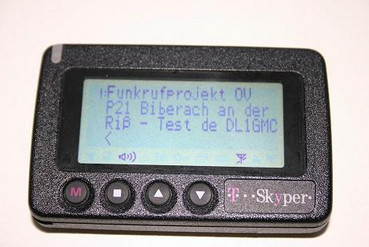 !:Funkrufprojekt OV
P21 Biberach an der
Riß - Test de DL1GMC
<
M
T··Skyper·